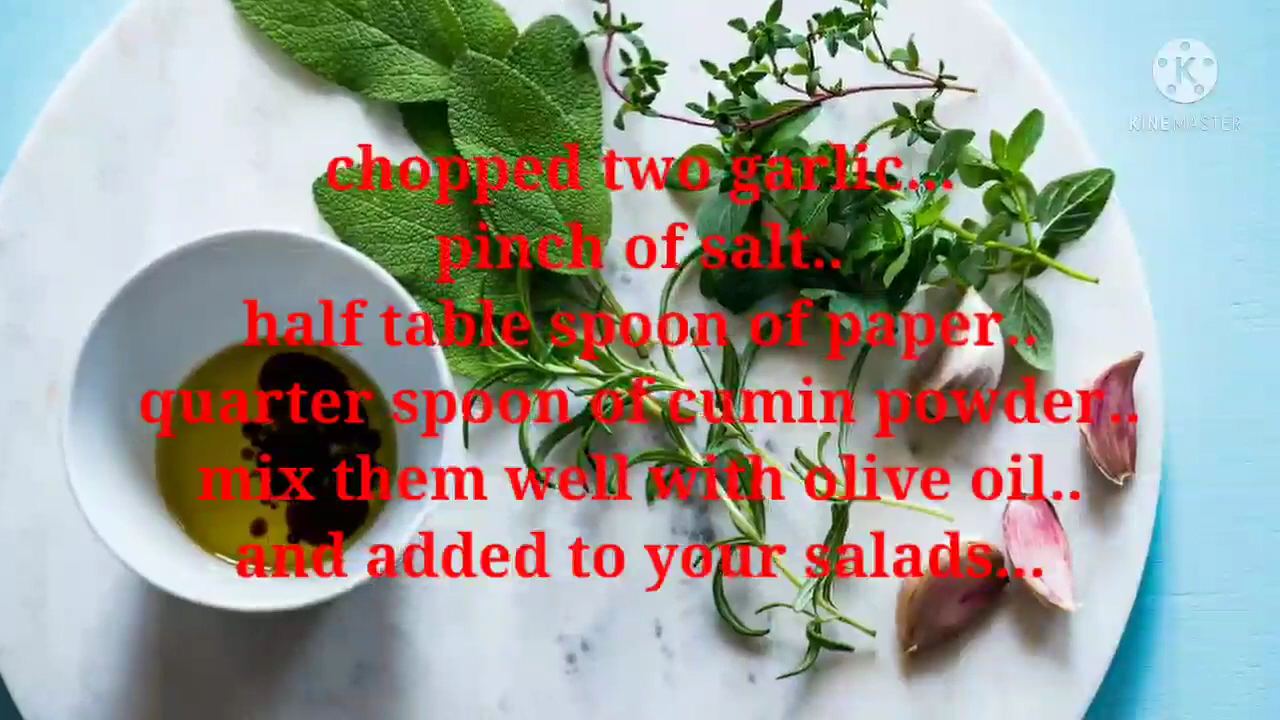 KINEMASTER
chopped two garlic...
pinch of salt..
half table spoon of paper..
quarter spoon of cumin powder..
mix them well with olive oil..
and added to your salads...